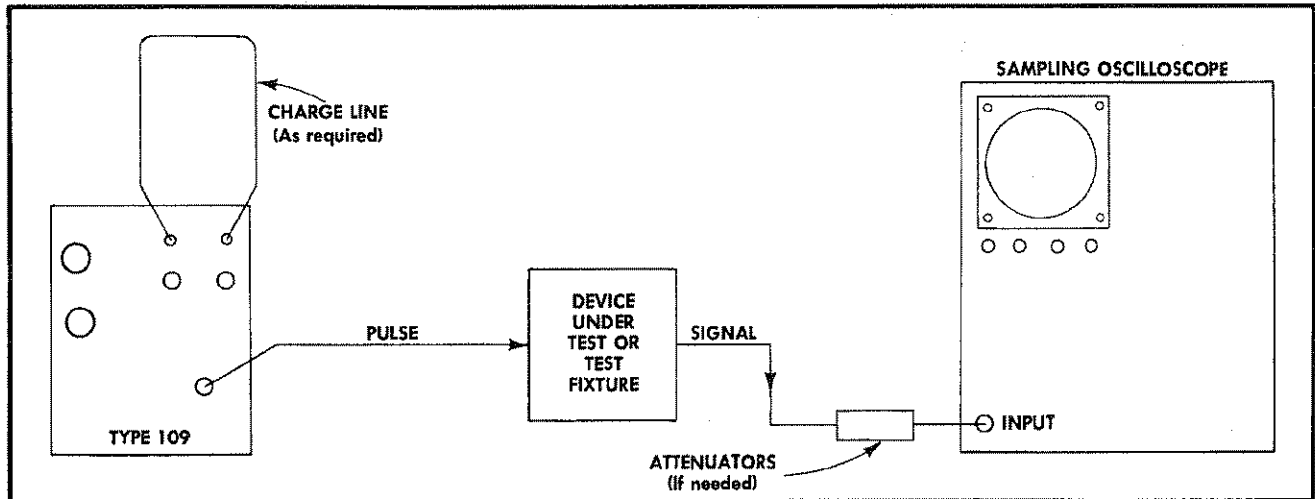 SAMPLING OSCILLOSCOPE
CHARGE LINE
(As required)
DEVICE
UNDER
TEST OR
TEST
FIXTURE
PULSE
SIGNAL
TYPE 109
INPUT
ATTENUATORS
(If needed)